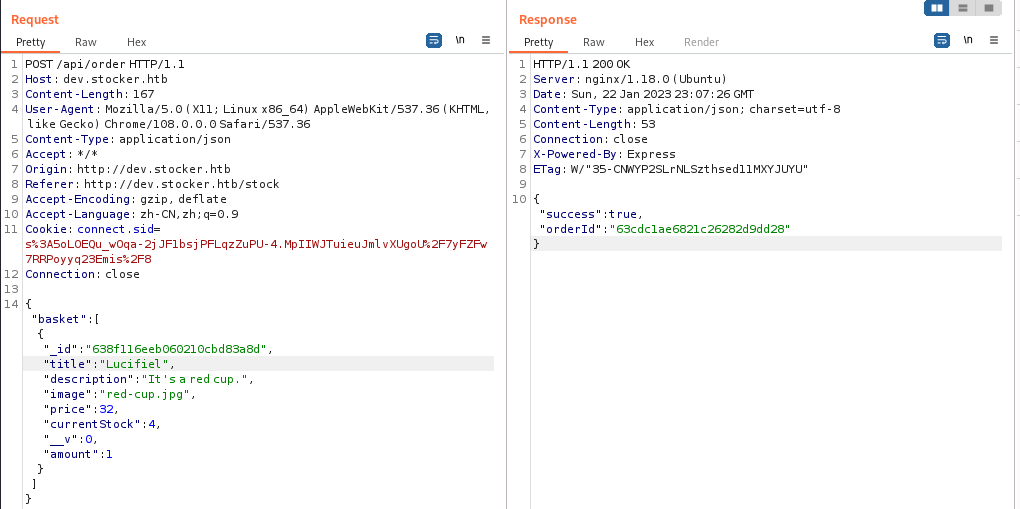 Request
Pretty Raw Hex
\n
1 POST /api/order HTTP/1.1
2 Host: dev.stocker.htb
3 Content-Length: 167
4 User-Agent: Mozilla/5.0 (X11; Linux x86_64) AppleWebKit/537.36 (KHTML,
like Gecko) Chrome/108.0.0.0 Safari/537.36
5 Content-Type: application/json
6 Accept: */*
7 Origin: http://dev.stocker.htb
8 Referer: http://dev.stocker.htb/stock
9 Accept-Encoding: gzip, deflate
10 Accept-Language: zh-CN,zh;q=0.9
11 Cookie: connect.sid=
s%3A5oLOEQu_wOqa-2jJF1bsjPFLqzZuPU-4.MpIIWJTuieuJmlvXUgoU%2F7yFZFw
7RRPoyyq23Emis%2F8
12 Connection: close
13
14 {
"basket":[
{
"_id":"638f116eeb060210cbd83a8d",
"title":"Lucifiel",
"description":"It's a red cup.",
"image":"red-cup.jpg",
"price":32,
"currentStock":4,
"__v":0,
"amount":1
}
]
}
Response
Pretty Raw Hex Render
\n
1 HTTP/1.1 200 OK
2 Server: nginx/1.18.0 (Ubuntu)
3 Date: Sun, 22 Jan 2023 23:07:26 GMT
4 Content-Type: application/json; charset=utf-8
5 Content-Length: 53
6 Connection: close
7 X-Powered-By: Express
8 ETag: W/"35-CNWYP2SLrNLSzthsed11MXYJUYU"
9
10 {
"success":true,
"orderId":"63cdc1ae6821c26282d9dd28"
}